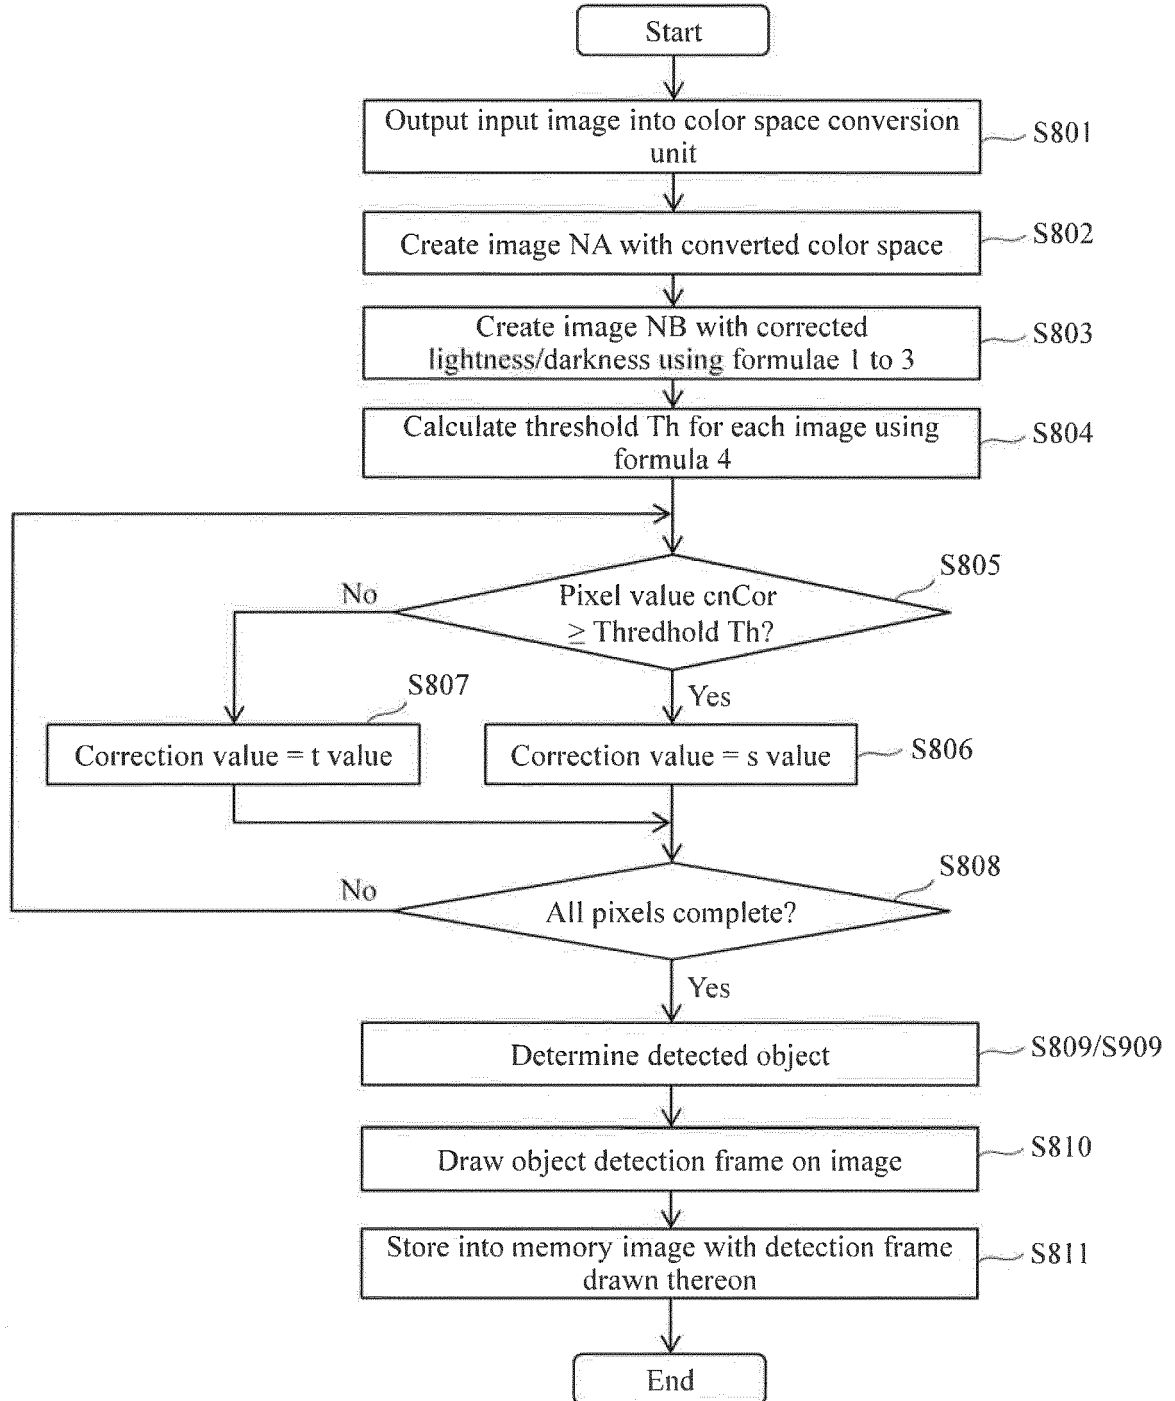 Start
Output input image into color space conversion
unit
S801
Create image NA with converted color space
S802
Create image NB with corrected
lightness/darkness using formulae 1 to 3
S803
Calculate threshold Th for each image using
formula 4
S804
Pixel value cnCor
≥ Thredhold Th?
S805
No
Yes
S807
Correction value = t value
Correction value = s value
S806
S808
No
All pixels complete?
Yes
Determine detected object
S809/S909
Draw object detection frame on image
S810
Store into memory image with detection frame
drawn thereon
S811
End